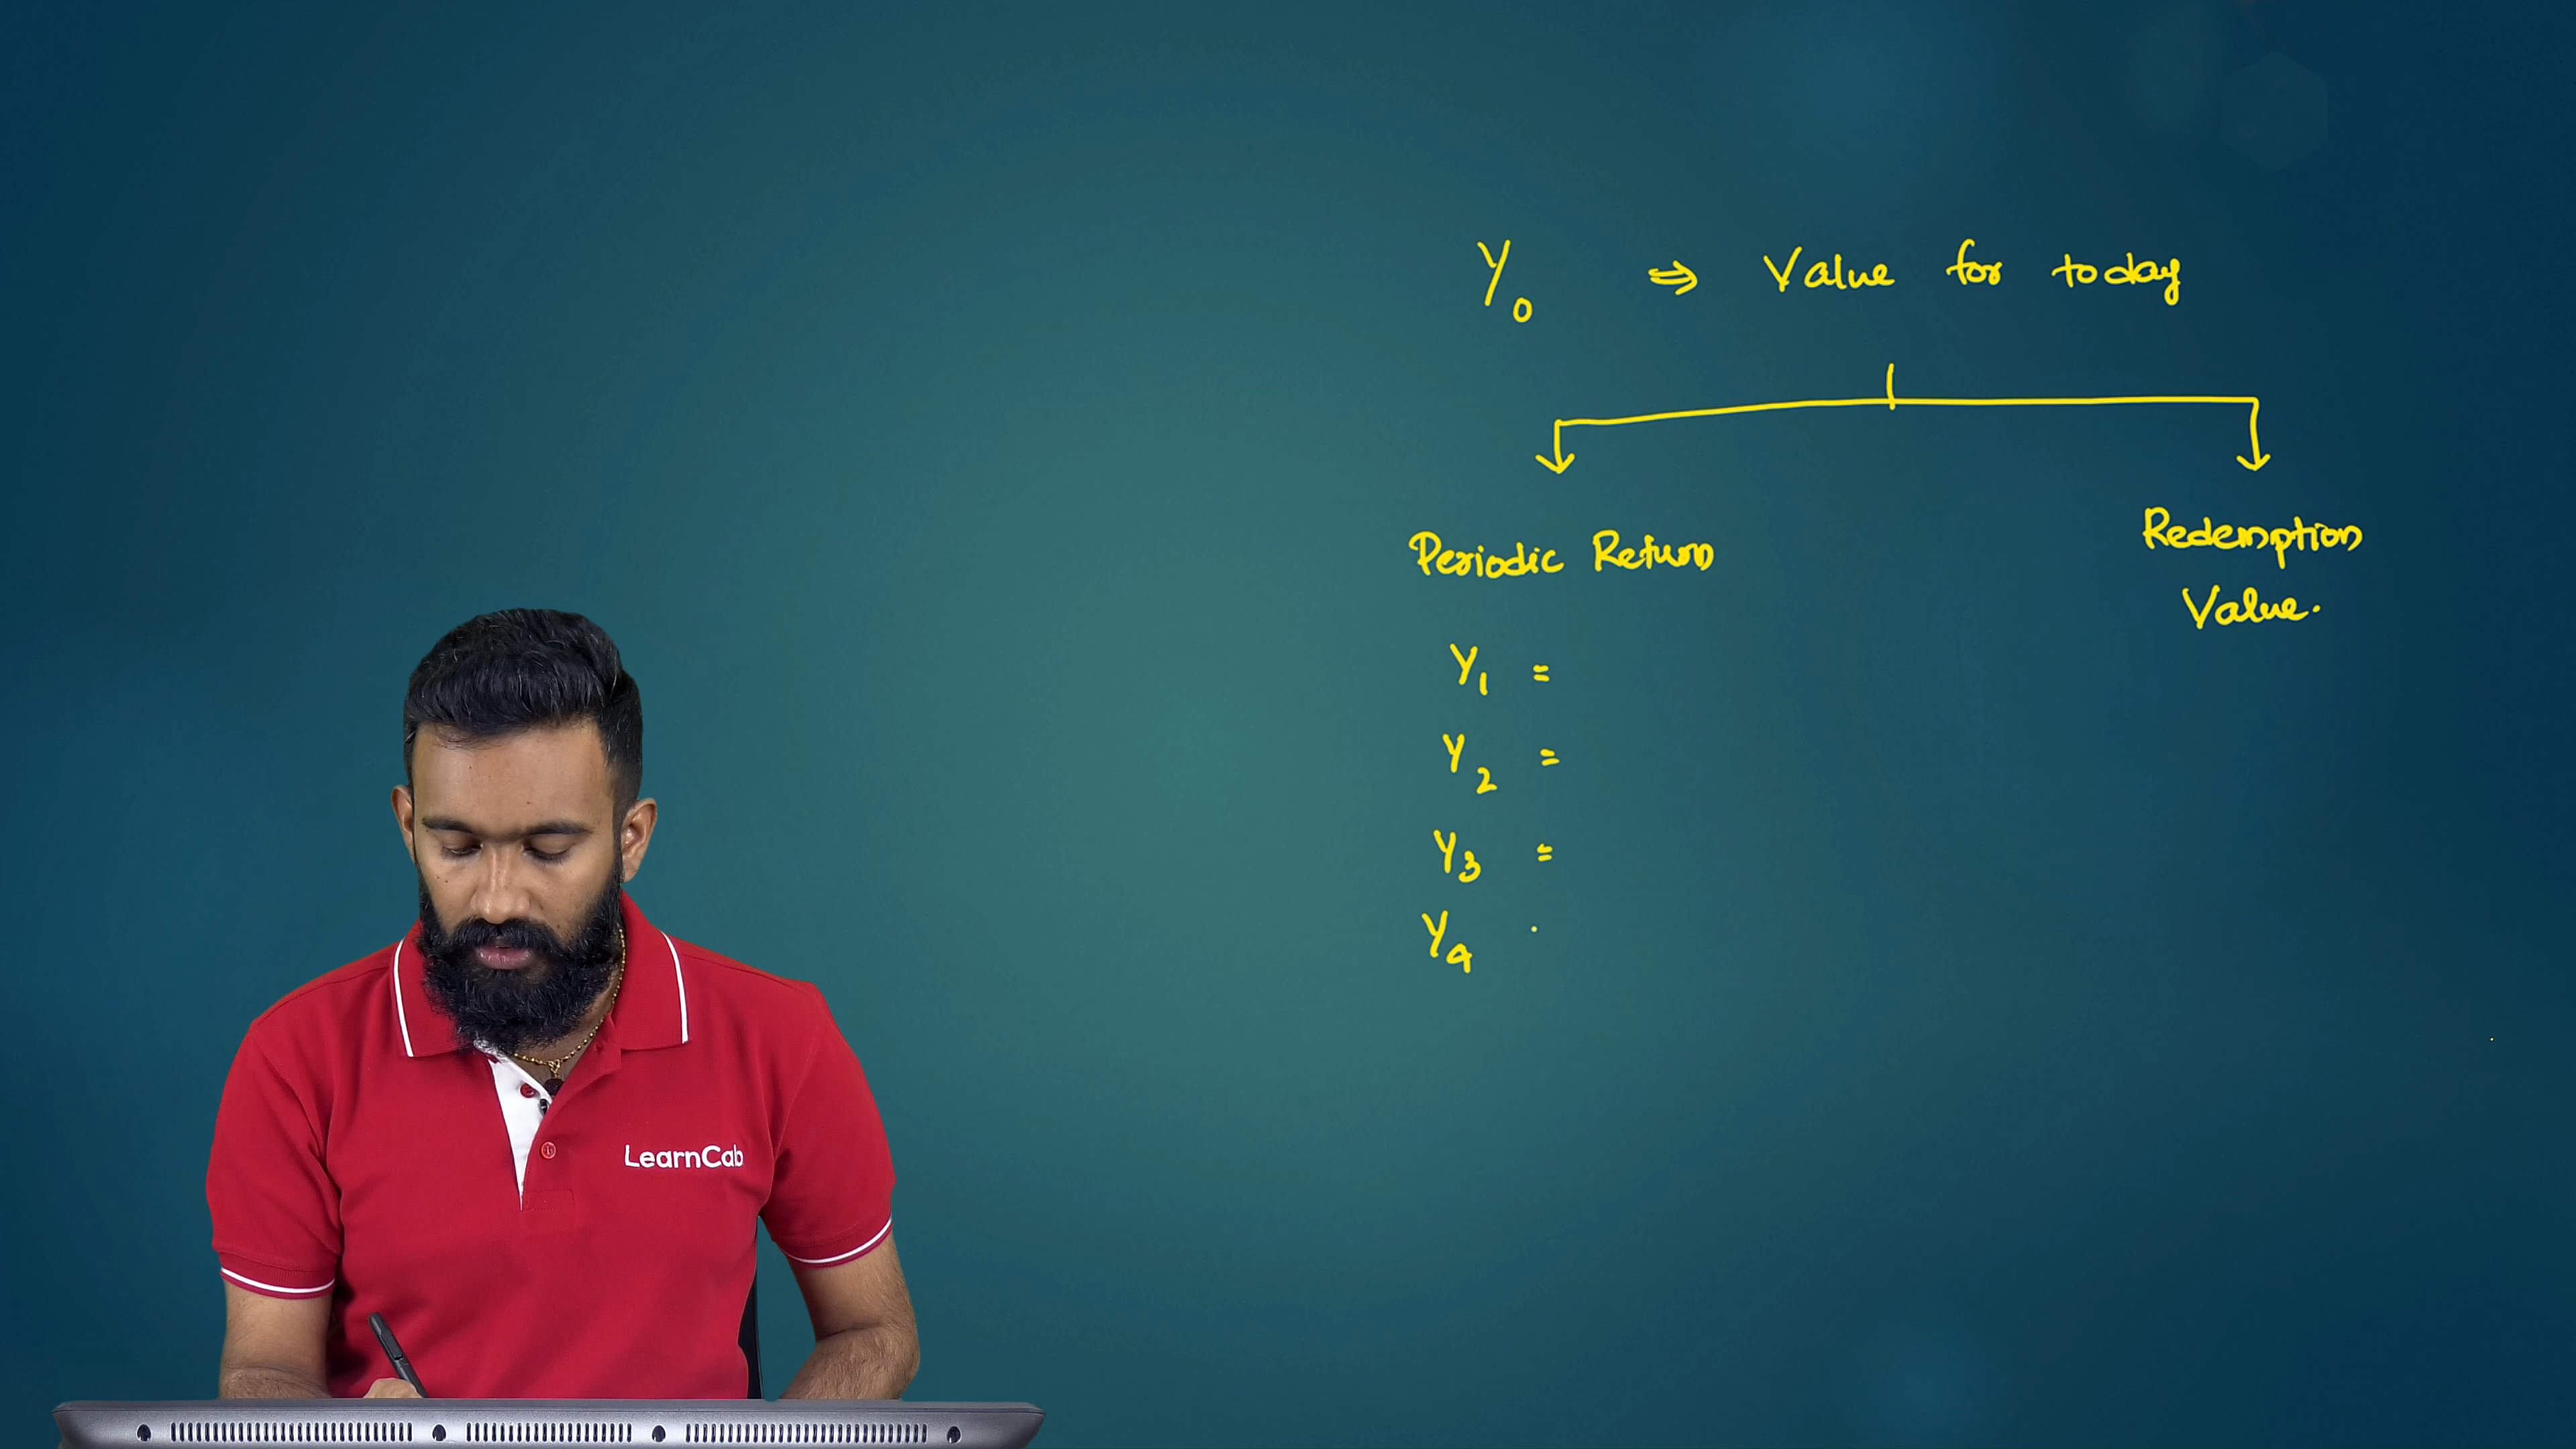 Y0 ⇒ Value for today
Periodic Return
Redemption
Value.
Y1 =
Y2 =
Y3 =
Y4
LearnCab